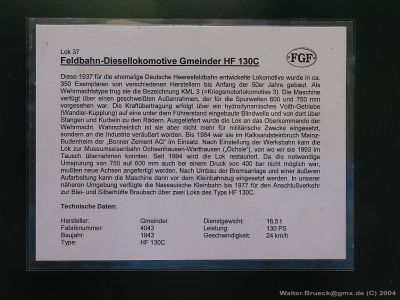 Lok 37
Feldbahn-Diesellokomotive Gmeinder HF 130C
FGF
Diese 1937 für die ehemalige Deutsche Heeresfeldbahn entwickelte Lokomotive wurde in ca.
350 Exemplaren von verschiedenen Herstellern bis Anfang der 50er Jahre gebaut. Als
Wehrmachtstype trug sie die Bezeichnung KML 3 (=Kriegsmotorlokomotive 3). Die Maschine
verfügt über einen geschweißten Außenrahmen, der für die Spurweiten 600 und 750 mm
vorgesehen war. Die Kraftübertragung erfolgt über ein hydrodynamisches Voith-Getriebe
(Wandler-Kupplung) auf eine unter dem Führerstand eingebaute Blindwelle und von dort über
Stangen und Kurbeln zu den Rädern. Ausgeliefert wurde die Lok an das Oberkommando der
Wehrmacht. Wahrscheinlich ist sie aber nicht mehr für militärische Zwecke eingesetzt,
sondern an die Industrie veräußert worden. Bis 1984 war sie im Kalksandsteinbruch Mainz-
Budenheim der „Bonner Zement AG" im Einsatz. Nach Einstellung der Werksbahn kam die
Lok zur Museumseisenbahn Ochsenhausen-Warthausen („Öchsle"), von wo wir sie 1993 im
Tausch übernehmen konnten. Seit 1994 wird die Lok restauriert. Da die notwendige
Umspurung von 750 auf 600 mm auch bei einem Druck von 400 bar nicht möglich war,
mußten neue Achsen angefertigt werden. Nach Umbau der Bremsanlage und einer äußeren
Aufarbeitung kann die Maschine dann vor dem Kleinbahnzug eingesetzt werden. In unserer
näheren Umgebung verfügte die Nassauische Kleinbahn bis 1977 für den Anschlußverkehr
zur Blei- und Silberhütte Braubach über zwei Loks des Typs HF 130C.
Technische Daten:
Hersteller: Gmeinder Dienstgewicht: 16,5 t
Fabriknummer: 4043 Leistung: 130 PS
Baujahr: 1943 Geschwindigkeit: 24 km/h
Type: HF 130C
Walter.Brueck@gmx.de (C) 2004